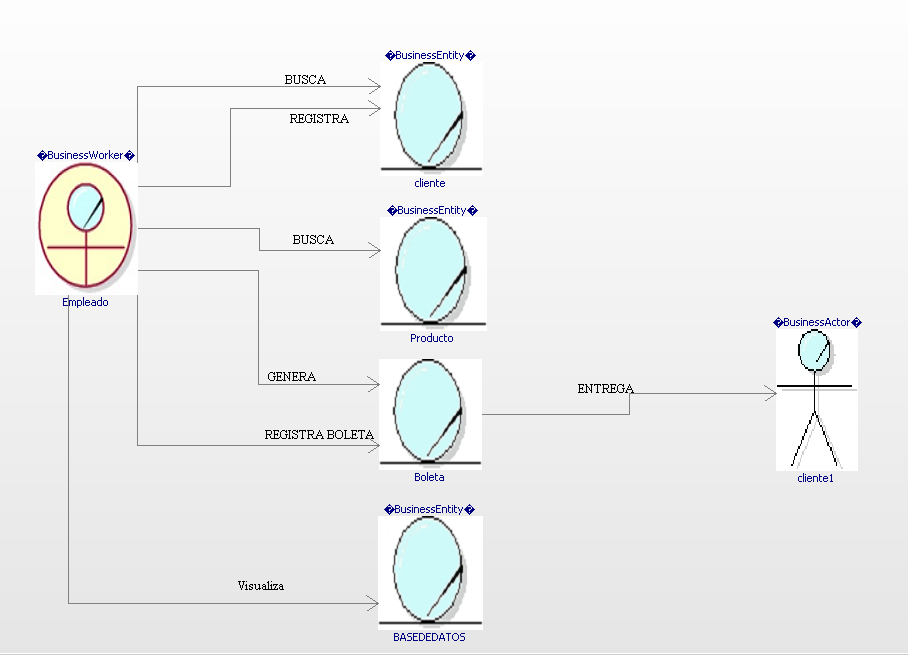 �BusinessEntity�
BUSCA
REGISTRA
cliente
�BusinessWorker�
Empleado
�BusinessEntity�
BUSCA
Producto
GENERA
REGISTRA BOLETA
Boleta
ENTREGA
�BusinessActor�
cliente1
�BusinessEntity�
Visualiza
BASEDEDATOS